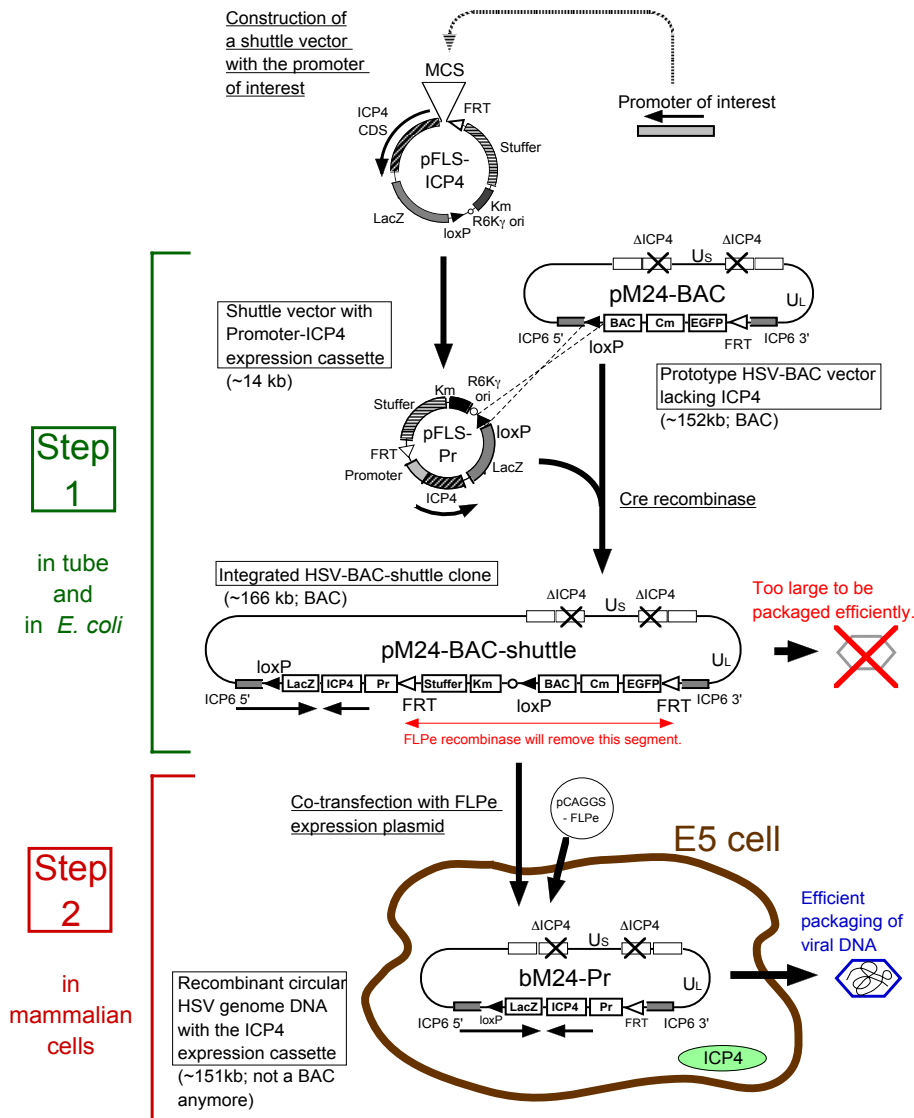 Construction of
a shuttle vector
with the promoter
of interest
MCS
FRT
ICP4
CDS
Stuffer
pFLS-
ICP4
Km
R6Kγ ori
LacZ
loxP
Promoter of interest
ΔICP4
ΔICP4
US
pM24-BAC
UL
BAC
Cm
EGFP
ICP6 5'
loxP
FRT
ICP6 3'
Shuttle vector with
Promoter-ICP4
expression cassette
(~14 kb)
Prototype HSV-BAC vector
lacking ICP4
(~152kb; BAC)
R6Kγ
ori
Km
Stuffer
loxP
pFLS-
Pr
FRT
LacZ
Promoter
ICP4
Cre recombinase
Step
1
in tube
and
in E. coli
Integrated HSV-BAC-shuttle clone
(~166 kb; BAC)
ΔICP4
ΔICP4
US
Too large to be
packaged efficiently.
pM24-BAC-shuttle
UL
loxP
LacZ
ICP4
Pr
Stuffer
Km
BAC
Cm
EGFP
ICP6 5'
FRT
loxP
FRT
ICP6 3'
FLPe recombinase will remove this segment.
Co-transfection with FLPe
expression plasmid
pCAGGS
- FLPe
E5 cell
Step
2
in
mammalian
cells
ΔICP4
ΔICP4
US
Efficient
packaging of
viral DNA
bM24-Pr
UL
LacZ
ICP4
Pr
ICP6 5'
loxP
FRT
ICP6 3'
Recombinant circular
HSV genome DNA
with the ICP4
expression cassette
(~151kb; not a BAC
anymore)
ICP4